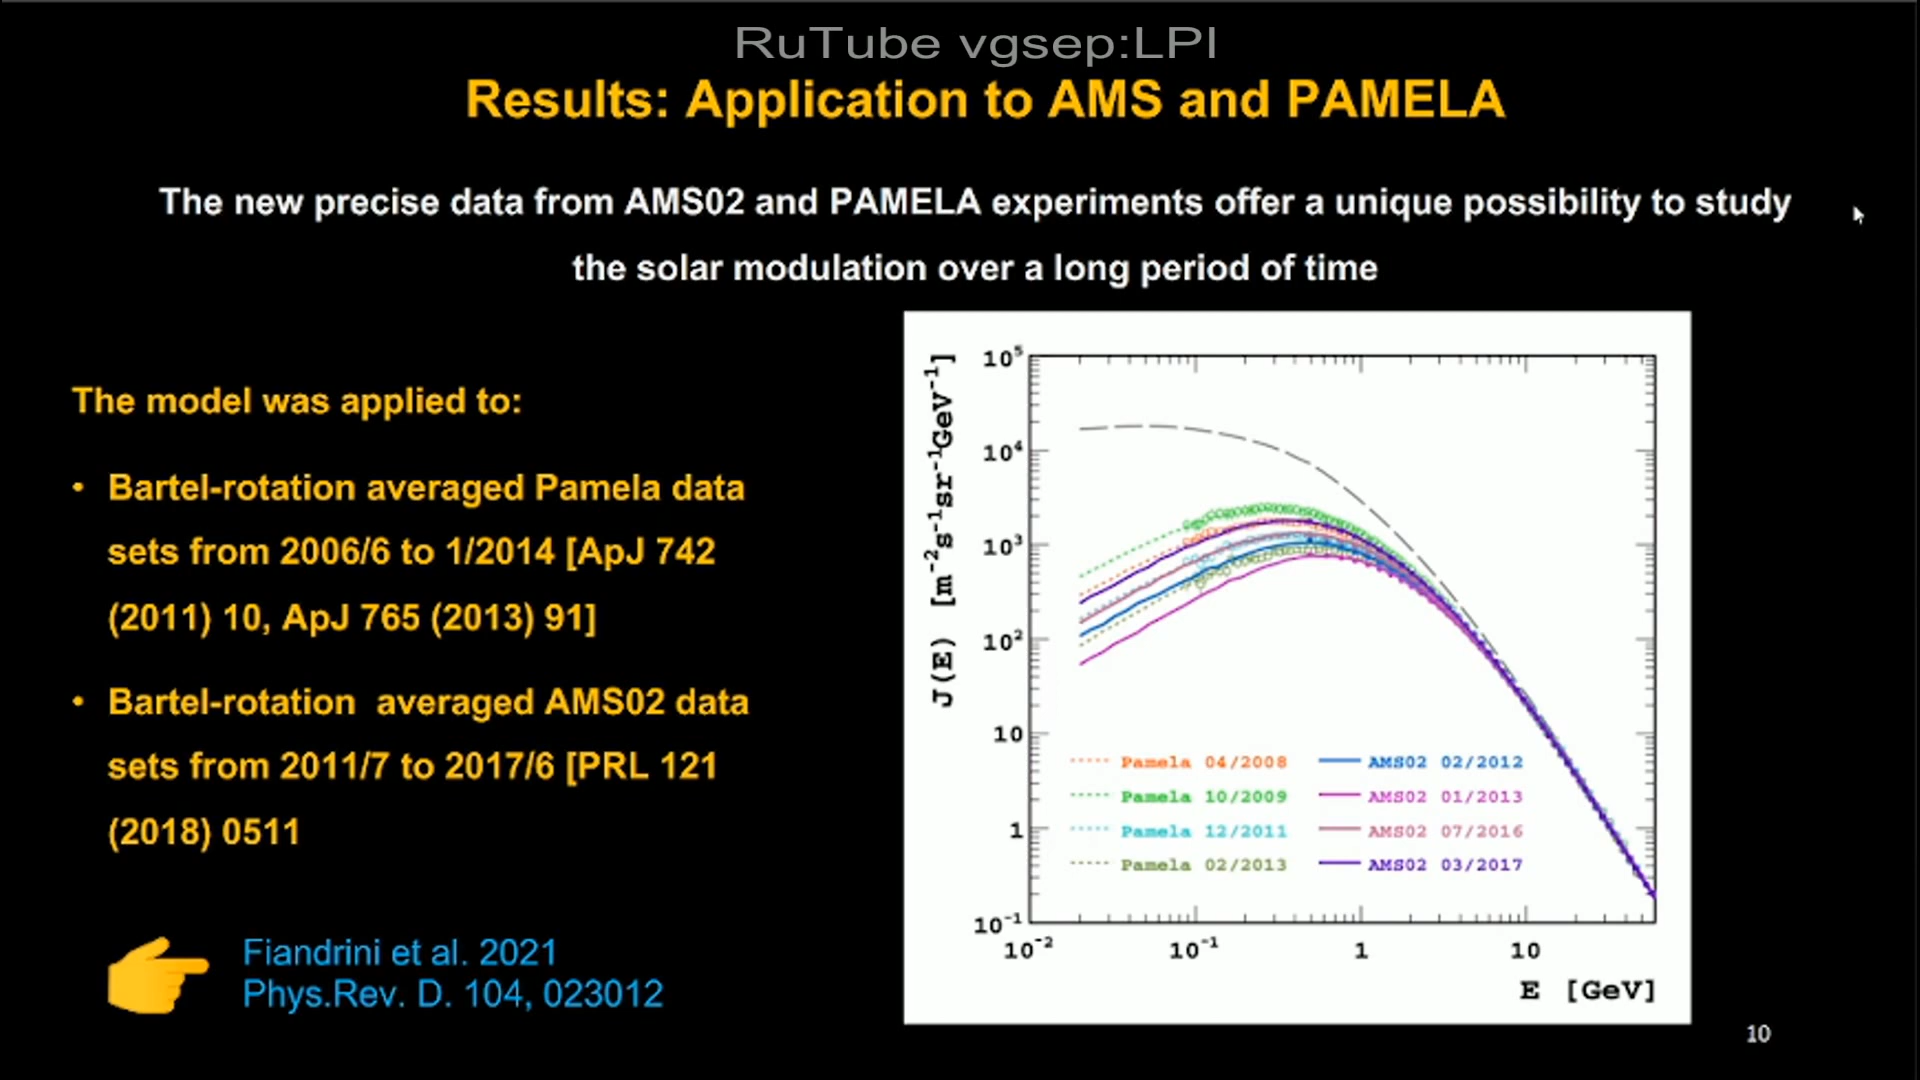 RuTube vgsep:LPI
Results: Application to AMS and PAMELA
The new precise data from AMS02 and PAMELA experiments offer a unique possibility to study
the solar modulation over a long period of time
The model was applied to:
• Bartel-rotation averaged Pamela data
sets from 2006/6 to 1/2014 [ApJ 742
(2011) 10, ApJ 765 (2013) 91]
• Bartel-rotation averaged AMS02 data
sets from 2011/7 to 2017/6 [PRL 121
(2018) 0511
Fiandrini et al. 2021
Phys.Rev. D. 104, 023012
J(E) [m⁻²s⁻¹sr⁻¹GeV⁻¹]
10⁵
10⁴
10³
10²
10
1
10⁻¹
Pamela 04/2008
Pamela 10/2009
Pamela 12/2011
Pamela 02/2013
AMS02 02/2012
AMS02 01/2013
AMS02 07/2016
AMS02 03/2017
10⁻² 10⁻¹ 1 10
E [GeV]
10